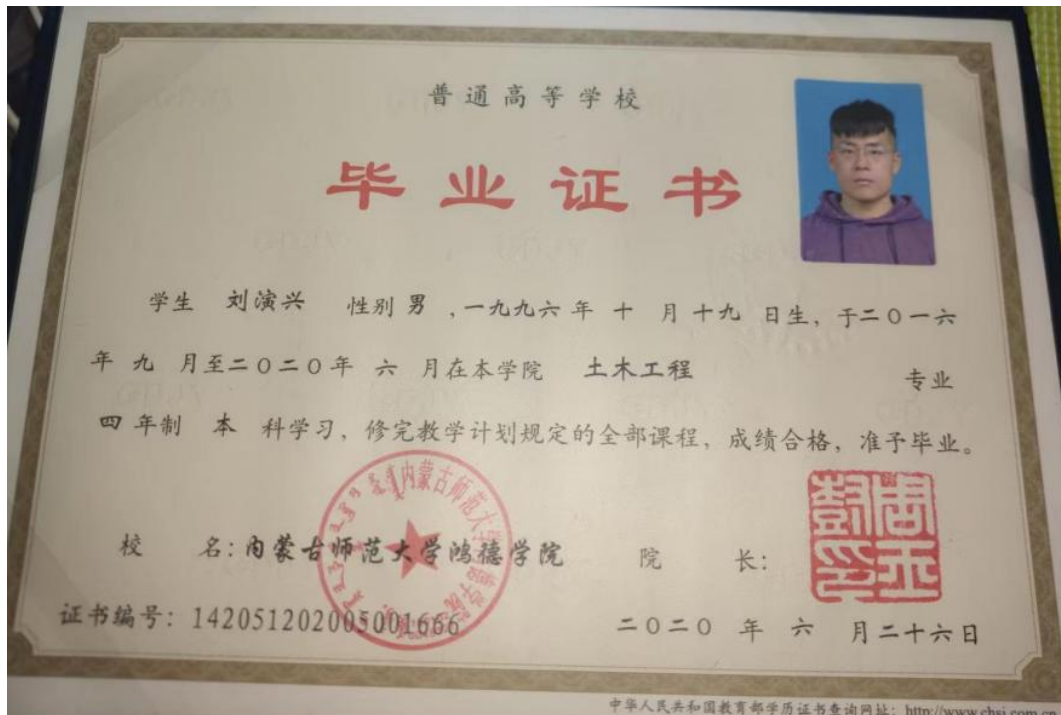 普通高等学校
毕业证书
学生 刘演兴 性别 男 ,一九九六 年 十 月 十九 日生，于二〇一六
年 九 月至二〇二〇年 六 月在本学院 土木工程 专业
四 年制 本 科学习，修完教学计划规定的全部课程，成绩合格，准予毕业。
内蒙古师范大学
校 名：内蒙古师范大学鸿德学院 院 长：
证书编号：142051202005001666 二〇二〇 年 六 月二十六日
中华人民共和国教育部学历证书查询网址：http://www.chsi.com.cn